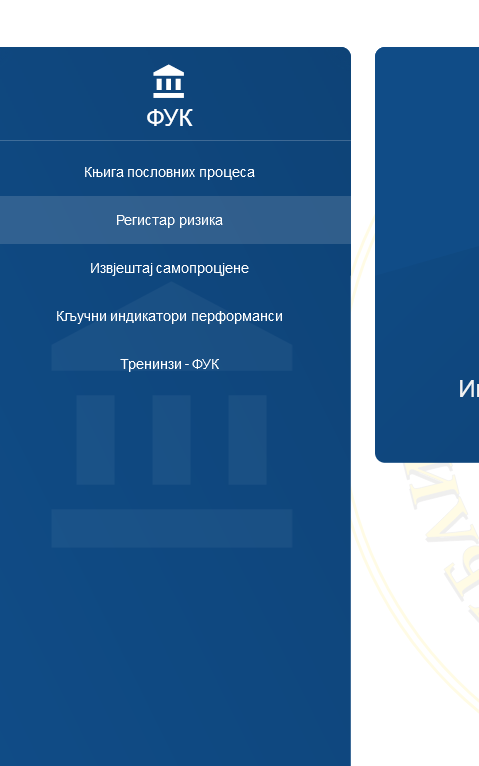 ФУК
Књига пословних процеса
Регистар ризика
Извјештај самопроцјене
Кључни индикатори перформанси
Тренинзи - ФУК